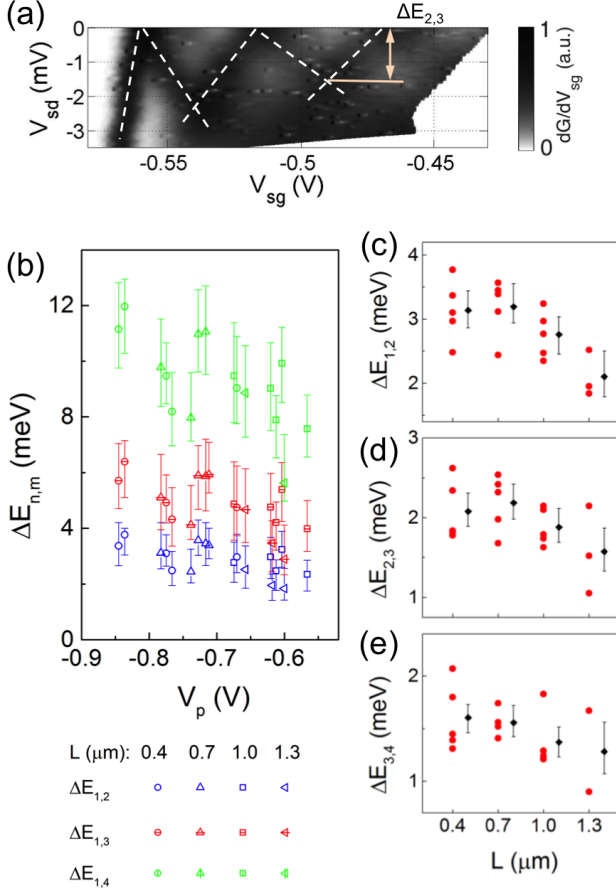 (a)
ΔE2,3
0
-1
-2
-3
Vsd (mV)
-0.55
-0.5
-0.45
Vsg (V)
1
0
dG/dVsg (a.u.)
(b)
12
8
4
0
ΔEn,m (meV)
-0.9
-0.8
-0.7
-0.6
Vp (V)
L (μm): 0.4 0.7 1.0 1.3
ΔE1,2
ΔE1,3
ΔE1,4
(c)
4
3
2
ΔE1,2 (meV)
(d)
3
2
1
ΔE2,3 (meV)
(e)
2
1
ΔE3,4 (meV)
0.4 0.7 1.0 1.3
L (μm)